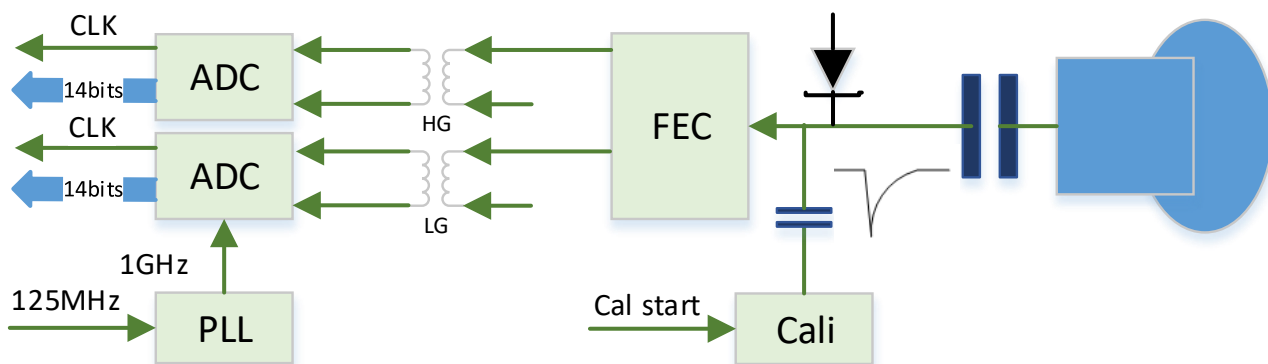 CLK
ADC
14bits
HG
FEC
CLK
ADC
14bits
LG
1GHz
125MHz
PLL
Cal start
Cali